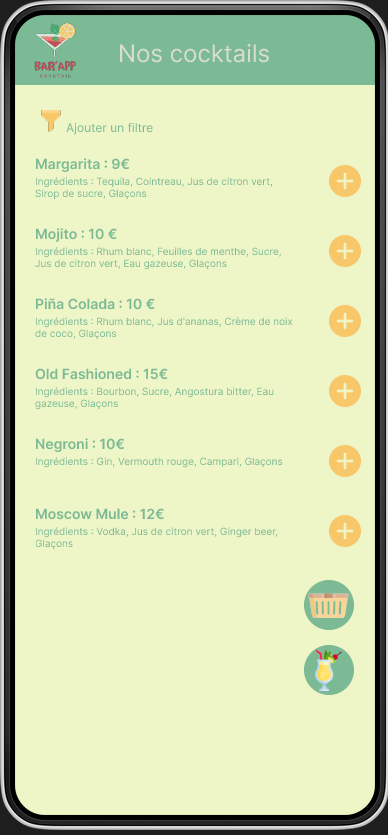 Nos cocktails
BAR'APP
COCKTAIL
Ajouter un filtre
Margarita : 9€
Ingrédients : Tequila, Cointreau, Jus de citron vert,
Sirop de sucre, Glaçons
Mojito : 10 €
Ingrédients : Rhum blanc, Feuilles de menthe, Sucre,
Jus de citron vert, Eau gazeuse, Glaçons
Piña Colada : 10 €
Ingrédients : Rhum blanc, Jus d'ananas, Crème de noix
de coco, Glaçons
Old Fashioned : 15€
Ingrédients : Bourbon, Sucre, Angostura bitter, Eau
gazeuse, Glaçons
Negroni : 10€
Ingrédients : Gin, Vermouth rouge, Campari, Glaçons
Moscow Mule : 12€
Ingrédients : Vodka, Jus de citron vert, Ginger beer,
Glaçons